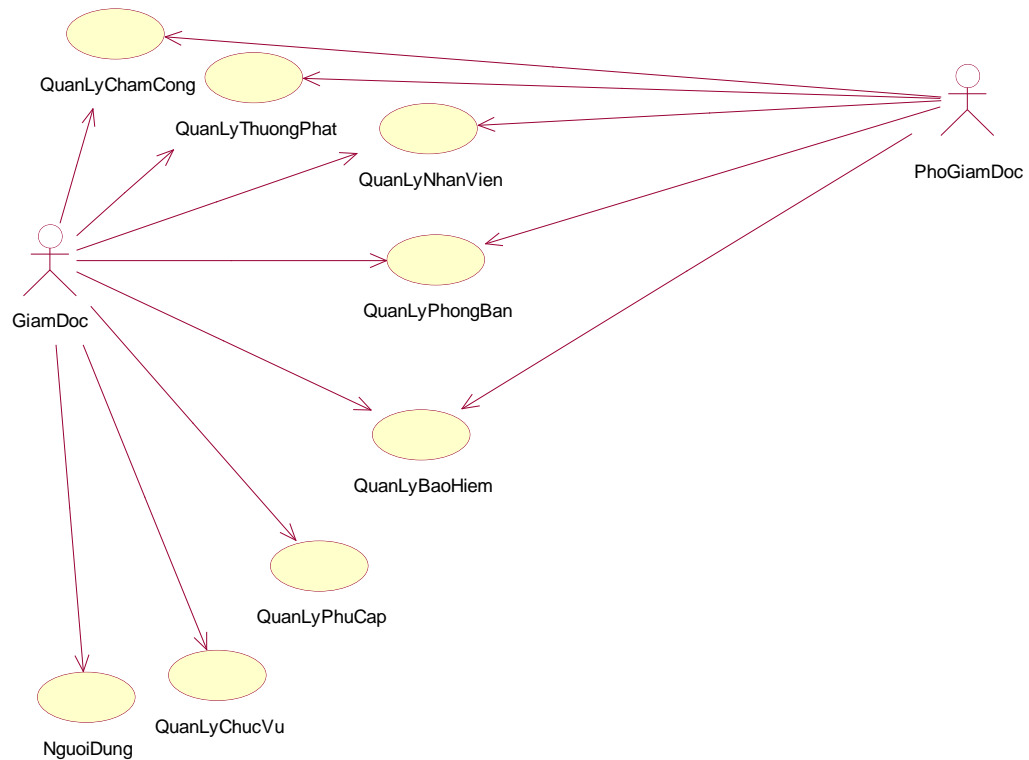 QuanLyChamCong
QuanLyThuongPhat
QuanLyNhanVien
PhoGiamDoc
QuanLyPhongBan
GiamDoc
QuanLyBaoHiem
QuanLyPhuCap
QuanLyChucVu
NguoiDung